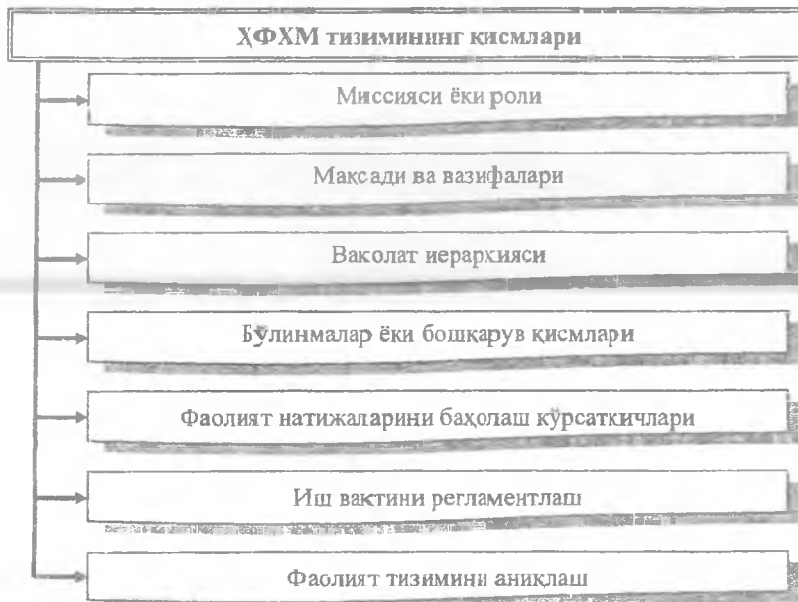 ҲФХМ тизимининг қисмлари
Миссияси ёки роли
Мақсади ва вазифалари
Ваколат иерархияси
Бўлинмалар ёки бошқарув қисмлари
Фаолият натижаларини баҳолаш кўрсаткичлари
Иш вақтини регламентлаш
Фаолият тизимини аниқлаш